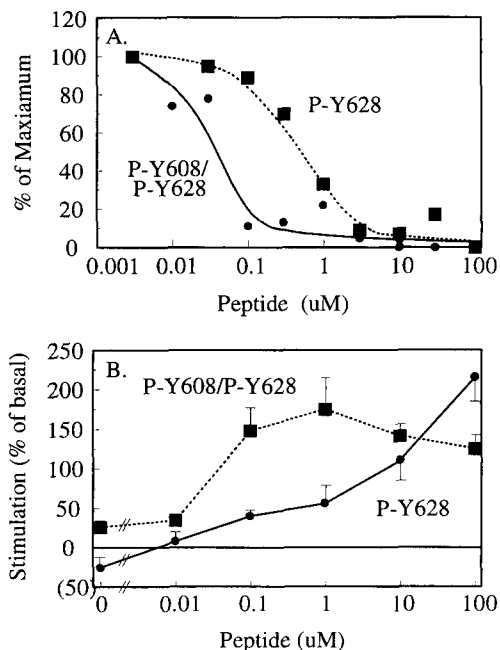 A.
% of Maxiamum
120
100
80
60
40
20
0
P-Y628
P-Y608/
P-Y628
0.001 0.01 0.1 1 10 100
Peptide (uM)
B.
Stimulation (% of basal)
250
200
150
100
50
0
(50)
P-Y608/P-Y628
P-Y628
0 0.01 0.1 1 10 100
Peptide (uM)